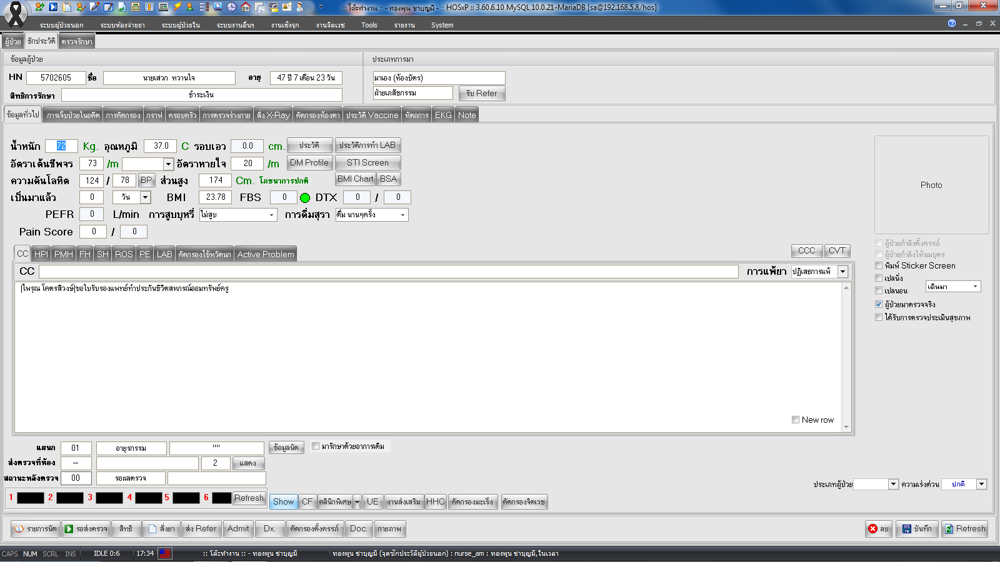 :: โต๊ะทำงาน :: - ทองพูน ชาบุญมี - :: HOSxP :: 3.60.6.10 MySQL 10.0.21-MariaDB [sa@192.168.5.8/hos]
ระบบผู้ป่วยนอก ระบบห้องจ่ายยา ระบบผู้ป่วยใน ระบบงานอื่นๆ งานเชิงรุก งานจิตเวช Tools รายงาน System
ผู้ป่วย ซักประวัติ ตรวจรักษา
ข้อมูลผู้ป่วย ประเภทการมา
HN 5702605 ชื่อ นายเสวก หวานใจ อายุ 47 ปี 7 เดือน 23 วัน มาเอง (ห้องบัตร)
สิทธิการรักษา ชำระเงิน ฝ่ายเภสัชกรรม รับ Refer
ข้อมูลทั่วไป การเจ็บป่วยในอดีต การคัดกรอง กราฟ ครอบครัว การตรวจร่างกาย สั่ง X-Ray คัดกรองห้องตา ประวัติ Vaccine หัตถการ EKG Note
น้ำหนัก 72 Kg. อุณหภูมิ 37.0 C รอบเอว 0.0 cm. ประวัติ ประวัติการทำ LAB
อัตราเต้นชีพจร 73 /m อัตราหายใจ 20 /m DM Profile STI Screen
ความดันโลหิต 124 / 78 BP ส่วนสูง 174 Cm. โภชนาการปกติ BMI Chart BSA
Photo
เป็นมาแล้ว 0 วัน BMI 23.78 FBS 0 DTX 0 / 0
PEFR 0 L/min การสูบบุหรี่ ไม่สูบ การดื่มสุรา ดื่ม นานๆครั้ง
Pain Score 0 / 0
CC HPI PMH FH SH ROS PE LAB คัดกรองไข้หวัดนก Active Problem CCC CVT
CC การแพ้ยา ปฏิเสธการแพ้
|ไพรุณ โคตรสีวงษ์|ขอใบรับรองแพทย์ทำประกันชีวิตสหกรณ์ออมทรัพย์ครู
New row
ผู้ป่วยกำลังตั้งครรภ์
ผู้ป่วยกำลังให้นมบุตร
พิมพ์ Sticker Screen
เปลนั่ง
เปลนอน เดินมา
ผู้ป่วยมาตรวจจริง
ได้รับการตรวจประเมินสุขภาพ
แผนก 01 อายุรกรรม "" ข้อมูลนัด มารักษาด้วยอาการเดิม
ส่งตรวจที่ห้อง – 2 แสดง
สถานะหลังตรวจ 00 รอผลตรวจ
ประเภทผู้ป่วย ความเร่งด่วน ปกติ
1 2 3 4 5 6 Refresh Show CF คลินิกพิเศษ UE งานส่งเสริม HHC คัดกรองมะเร็ง คัดกรองจิตเวช
รายการนัด รอส่งตรวจ สิทธิ สั่งยา ส่ง Refer Admit Dx. คัดกรองตั้งครรภ์ Doc. กายภาพ ลบ บันทึก Refresh
CAPS NUM SCRL INS IDLE 0:6 17:34 :: โต๊ะทำงาน :: - ทองพูน ชาบุญมี ทองพูน ชาบุญมี (จุดซักประวัติผู้ป่วยนอก) : nurse_am : ทองพูน ชาบุญมี,ในเวลา